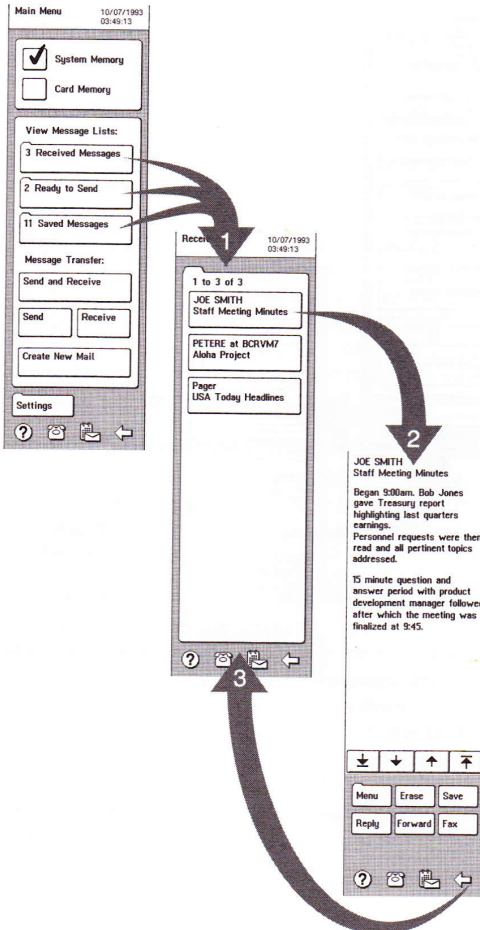 Main Menu
10/07/1993
03:49:13
System Memory
Card Memory
View Message Lists:
3 Received Messages
2 Ready to Send
11 Saved Messages
Message Transfer:
Send and Receive
Send
Receive
Create New Mail
Settings
?
1
Recei
10/07/1993
03:49:13
1 to 3 of 3
JOE SMITH
Staff Meeting Minutes
PETERE at BCRVM7
Aloha Project
Pager
USA Today Headlines
?
2
JOE SMITH
Staff Meeting Minutes
Began 9:00am. Bob Jones
gave Treasury report
highlighting last quarters
earnings.
Personnel requests were then
read and all pertinent topics
addressed.
15 minute question and
answer period with product
development manager followed
after which the meeting was
finalized at 9:45.
Menu
Erase
Save
Reply
Forward
Fax
?
3